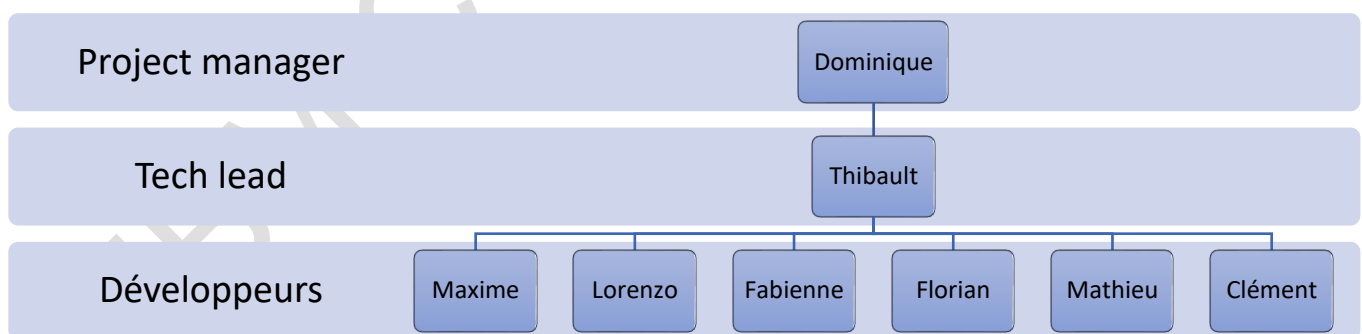 Project manager
Dominique
Tech lead
Thibault
Développeurs
Maxime
Lorenzo
Fabienne
Florian
Mathieu
Clément